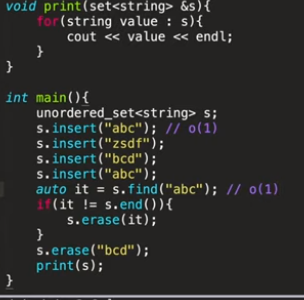 void print(set<string> &s){
    for(string value : s){
        cout << value << endl;
    }
}
int main(){
    unordered_set<string> s;
    s.insert("abc"); // o(1)
    s.insert("zsdf");
    s.insert("bcd");
    s.insert("abc");
    auto it = s.find("abc"); // o(1)
    if(it != s.end()){
        s.erase(it);
    }
    s.erase("bcd");
    print(s);
}